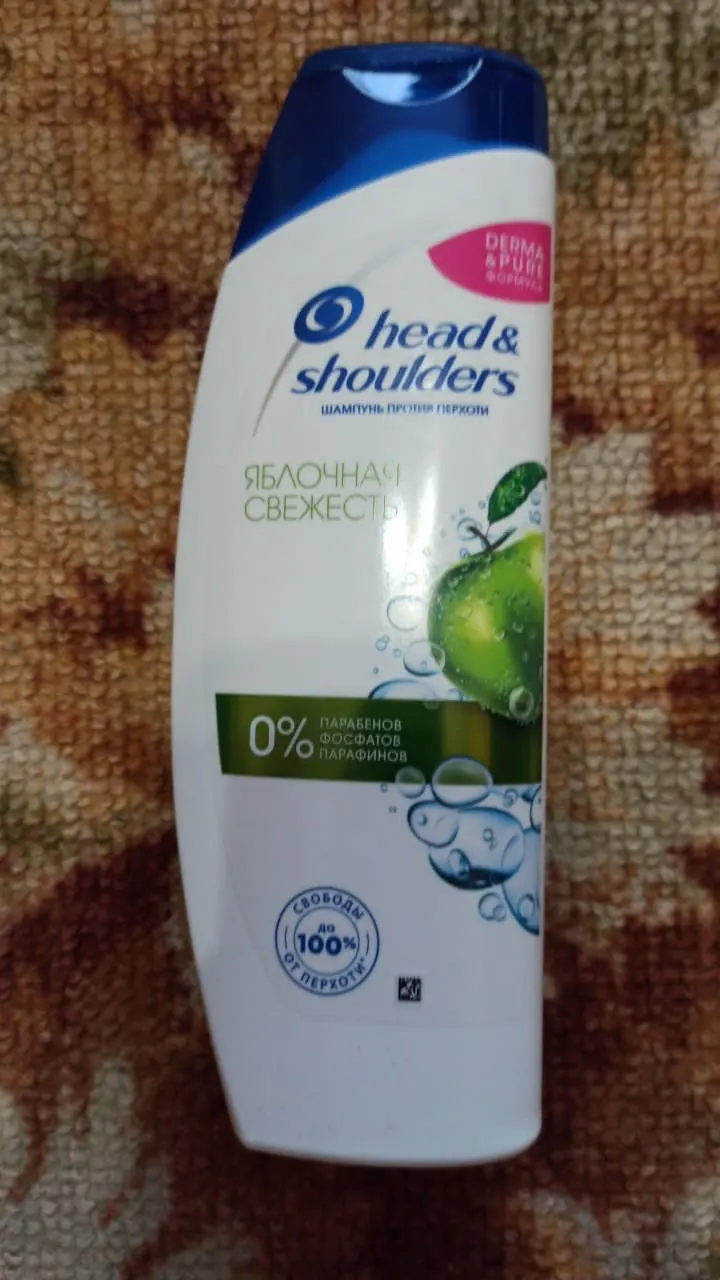 DERMA
&PURE
ФОРМУЛА
head&
shoulders
ШАМПУНЬ ПРОТИВ ПЕРХОТИ
ЯБЛОЧНАЯ
СВЕЖЕСТЬ
0% ПАРАБЕНОВ
ФОСФАТОВ
ПАРАФИНОВ
СВОБОДЫ
ДО
100%
ОТ ПЕРХОТИ*